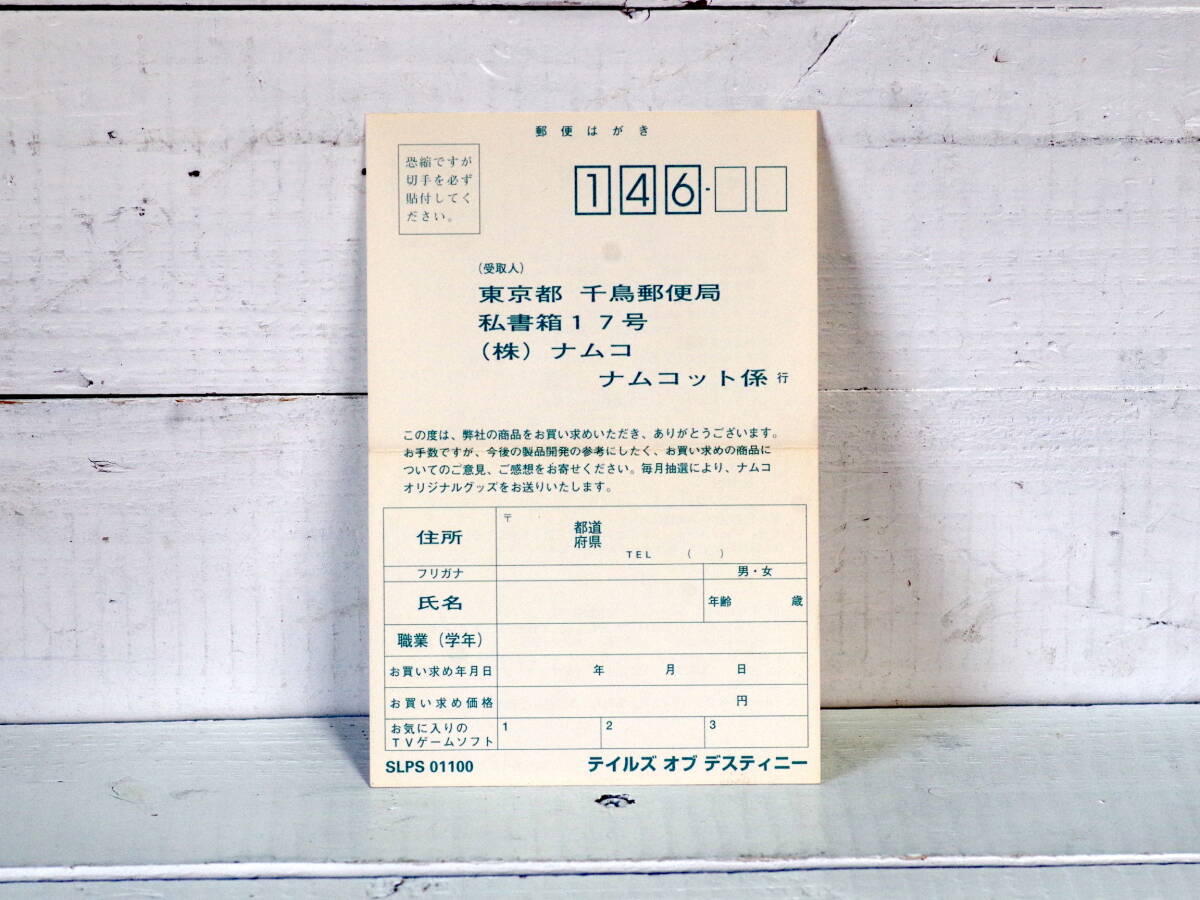 郵便はがき
恐縮ですが
切手を必ず
貼付してく
ださい。
146-
(受取人)
東京都 千鳥郵便局
私書箱17号
(株)ナムコ
ナムコット係 行
この度は、弊社の商品をお買い求めいただき、ありがとうございます。
お手数ですが、今後の製品開発の参考にしたく、お買い求めの商品に
ついてのご意見、ご感想をお寄せください。毎月抽選により、ナムコ
オリジナルグッズをお送りいたします。
住所 〒 都道
府県
TEL ( )
フリガナ 男・女
氏名 年齢 歳
職業(学年)
お買い求め年月日 年 月 日
お買い求め価格 円
お気に入りの 1 2 3
TVゲームソフト
SLPS 01100 テイルズ オブ デスティニー